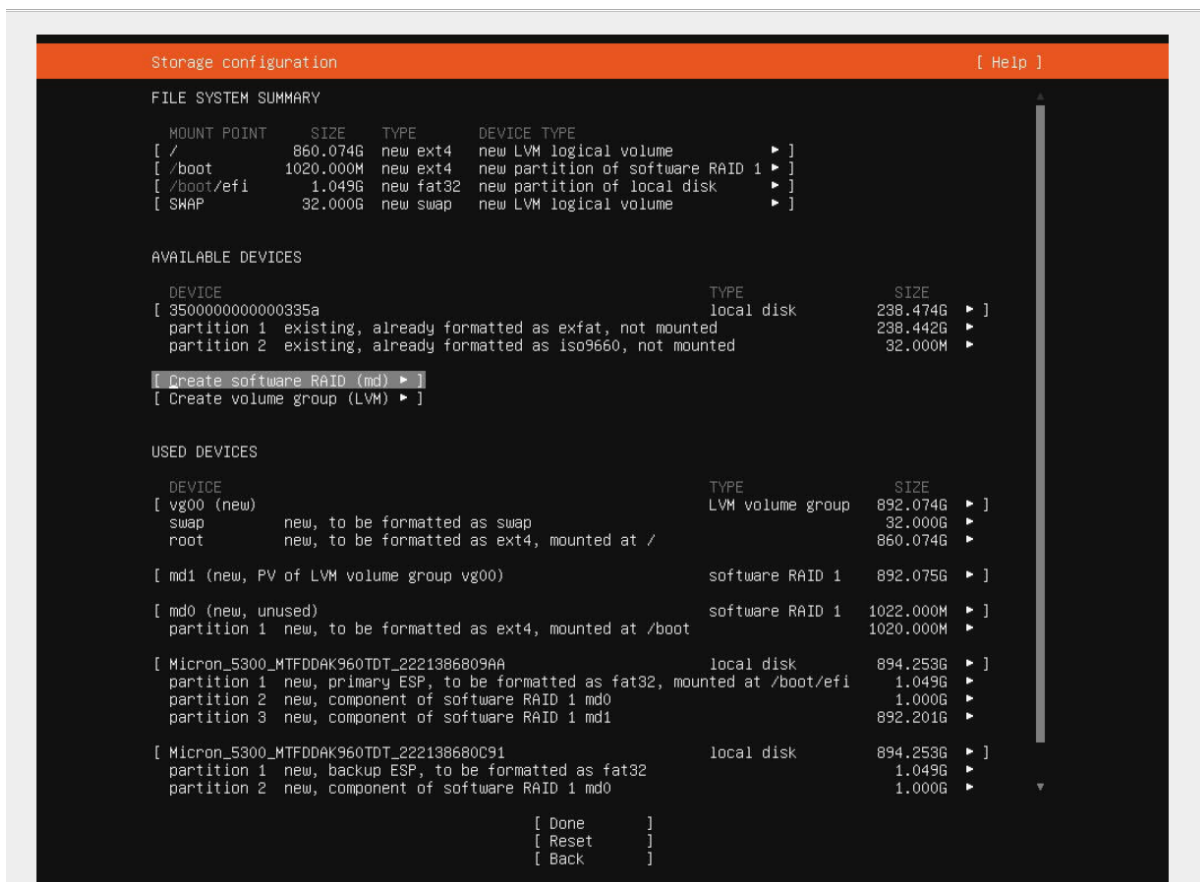 Storage configuration [ Help ]
FILE SYSTEM SUMMARY
MOUNT POINT SIZE TYPE DEVICE TYPE
[ / 860.074G new ext4 new LVM logical volume ▸ ]
[ /boot 1020.000M new ext4 new partition of software RAID 1 ▸ ]
[ /boot/efi 1.049G new fat32 new partition of local disk ▸ ]
[ SWAP 32.000G new swap new LVM logical volume ▸ ]
AVAILABLE DEVICES
DEVICE TYPE SIZE
[ 3500000000000335a local disk 238.474G ▸ ]
partition 1 existing, already formatted as exfat, not mounted 238.442G ▸
partition 2 existing, already formatted as iso9660, not mounted 32.000M ▸
[ Create software RAID (md) ▸ ]
[ Create volume group (LVM) ▸ ]
USED DEVICES
DEVICE TYPE SIZE
[ vg00 (new) LVM volume group 892.074G ▸ ]
swap new, to be formatted as swap 32.000G ▸
root new, to be formatted as ext4, mounted at / 860.074G ▸
[ md1 (new, PV of LVM volume group vg00) software RAID 1 892.075G ▸ ]
[ md0 (new, unused) software RAID 1 1022.000M ▸ ]
partition 1 new, to be formatted as ext4, mounted at /boot 1020.000M ▸
[ Micron_5300_MTFDDAK960TDT_2221386809AA local disk 894.253G ▸ ]
partition 1 new, primary ESP, to be formatted as fat32, mounted at /boot/efi 1.049G ▸
partition 2 new, component of software RAID 1 md0 1.000G ▸
partition 3 new, component of software RAID 1 md1 892.201G ▸
[ Micron_5300_MTFDDAK960TDT_222138680C91 local disk 894.253G ▸ ]
partition 1 new, backup ESP, to be formatted as fat32 1.049G ▸
partition 2 new, component of software RAID 1 md0 1.000G ▸
[ Done ]
[ Reset ]
[ Back ]